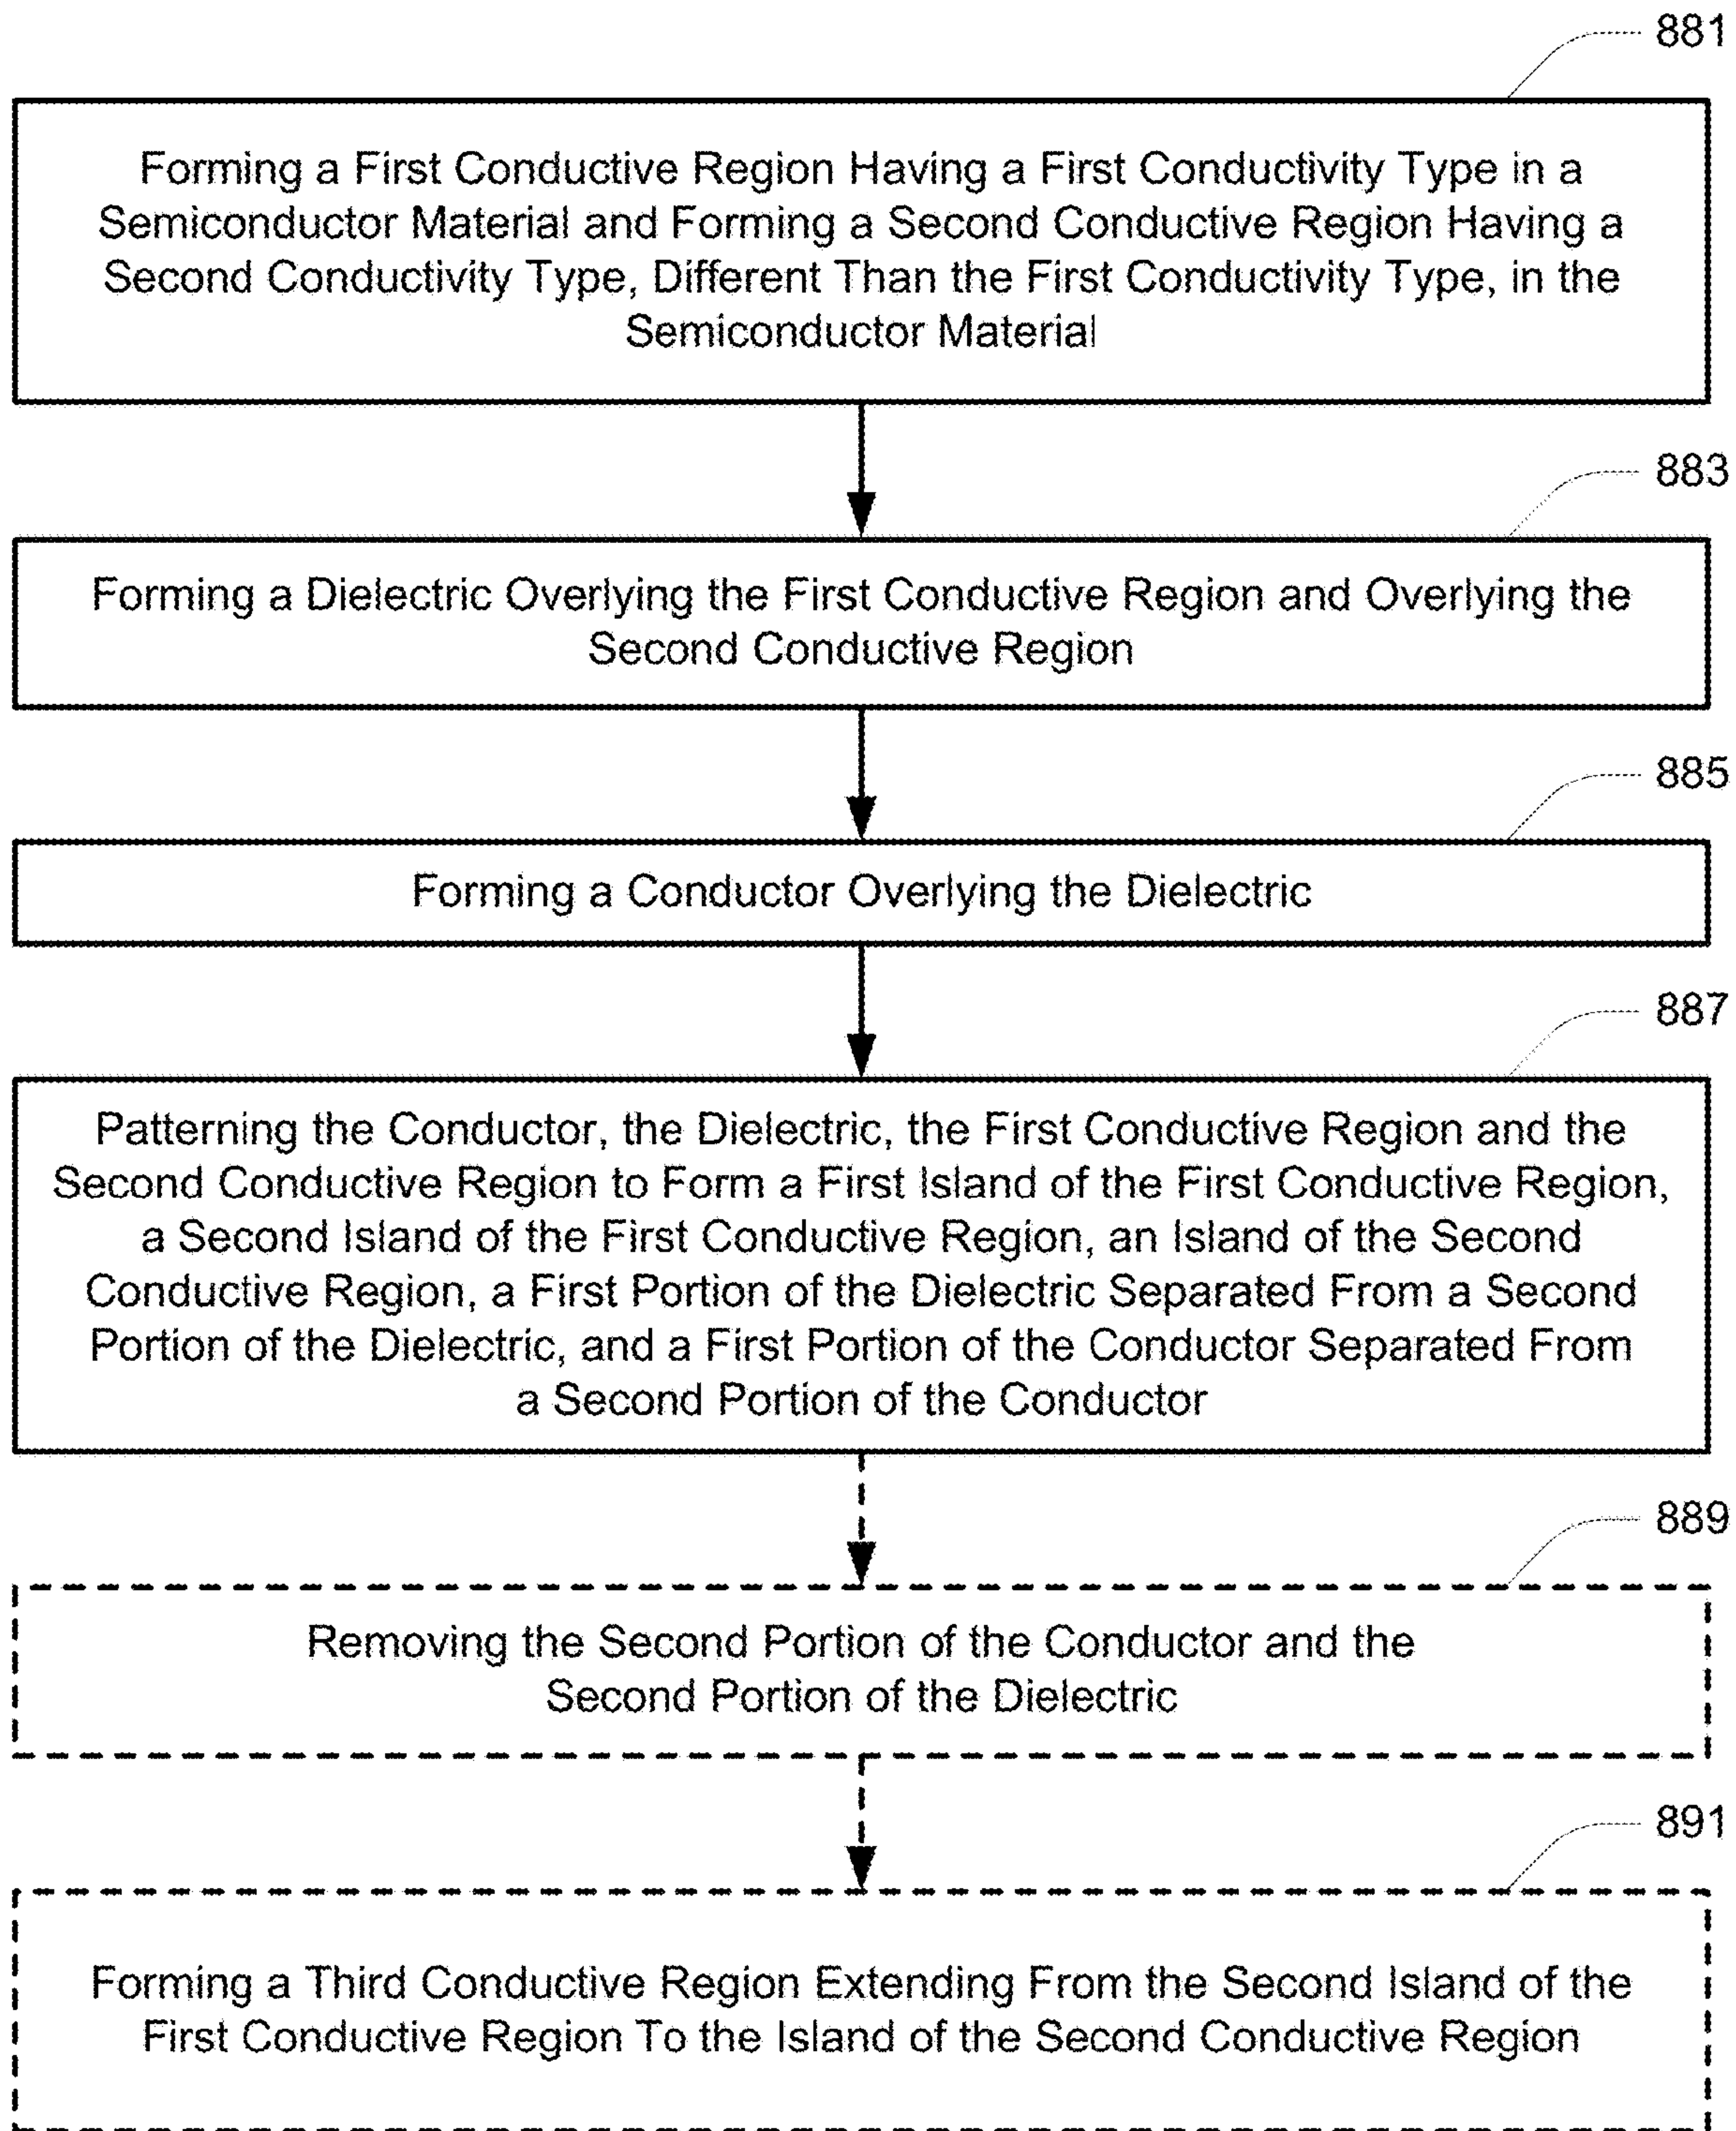 881
Forming a First Conductive Region Having a First Conductivity Type in a
Semiconductor Material and Forming a Second Conductive Region Having a
Second Conductivity Type, Different Than the First Conductivity Type, in the
Semiconductor Material
883
Forming a Dielectric Overlying the First Conductive Region and Overlying the
Second Conductive Region
885
Forming a Conductor Overlying the Dielectric
887
Patterning the Conductor, the Dielectric, the First Conductive Region and the
Second Conductive Region to Form a First Island of the First Conductive Region,
a Second Island of the First Conductive Region, an Island of the Second
Conductive Region, a First Portion of the Dielectric Separated From a Second
Portion of the Dielectric, and a First Portion of the Conductor Separated From
a Second Portion of the Conductor
889
Removing the Second Portion of the Conductor and the
Second Portion of the Dielectric
891
Forming a Third Conductive Region Extending From the Second Island of the
First Conductive Region To the Island of the Second Conductive Region